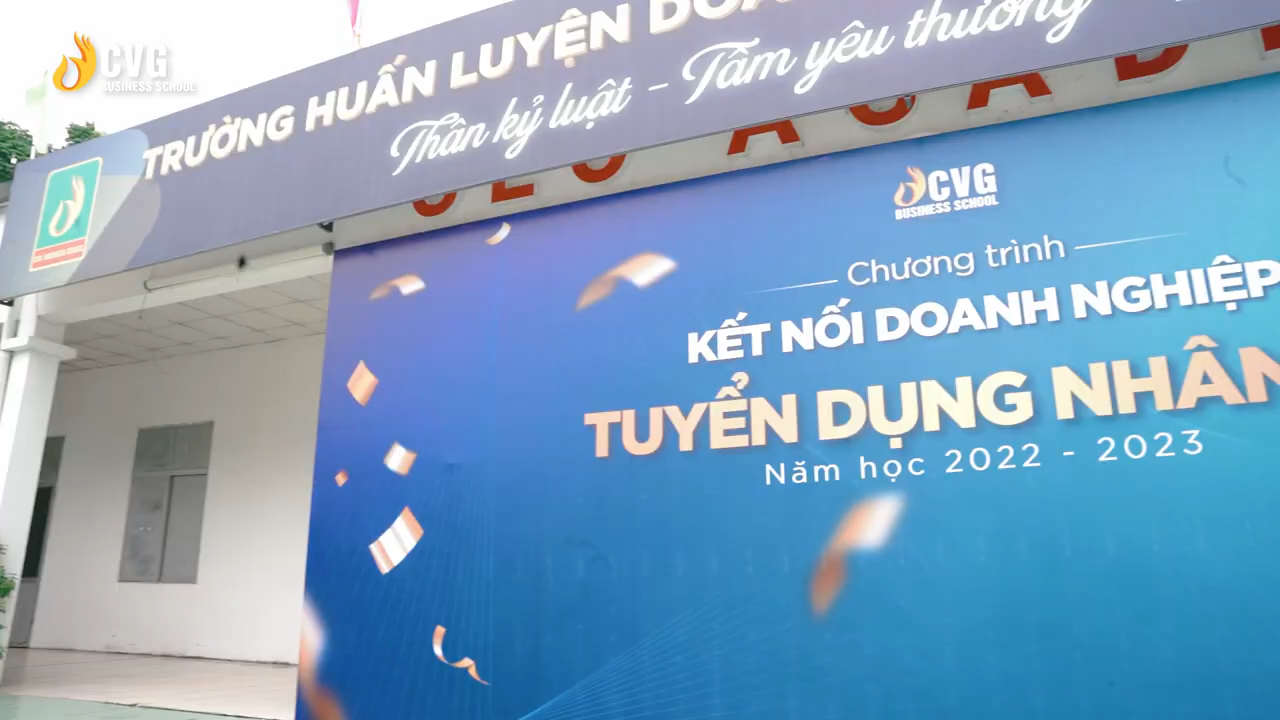 CVG
BUSINESS SCHOOL
TRƯỜNG HUẤN LUYỆN
Thân kỷ luật - Tâm yêu thương
CVG
BUSINESS SCHOOL
Chương trình
KẾT NỐI DOANH NGHIỆP
TUYỂN DỤNG NHÂN
Năm học 2022 - 2023